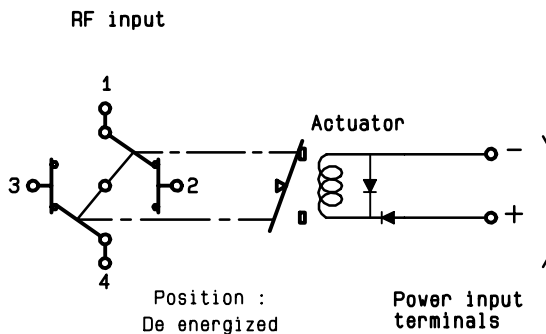 RF input
1
Actuator
-
3
2
+
4
Position :
De energized
Power input
terminals